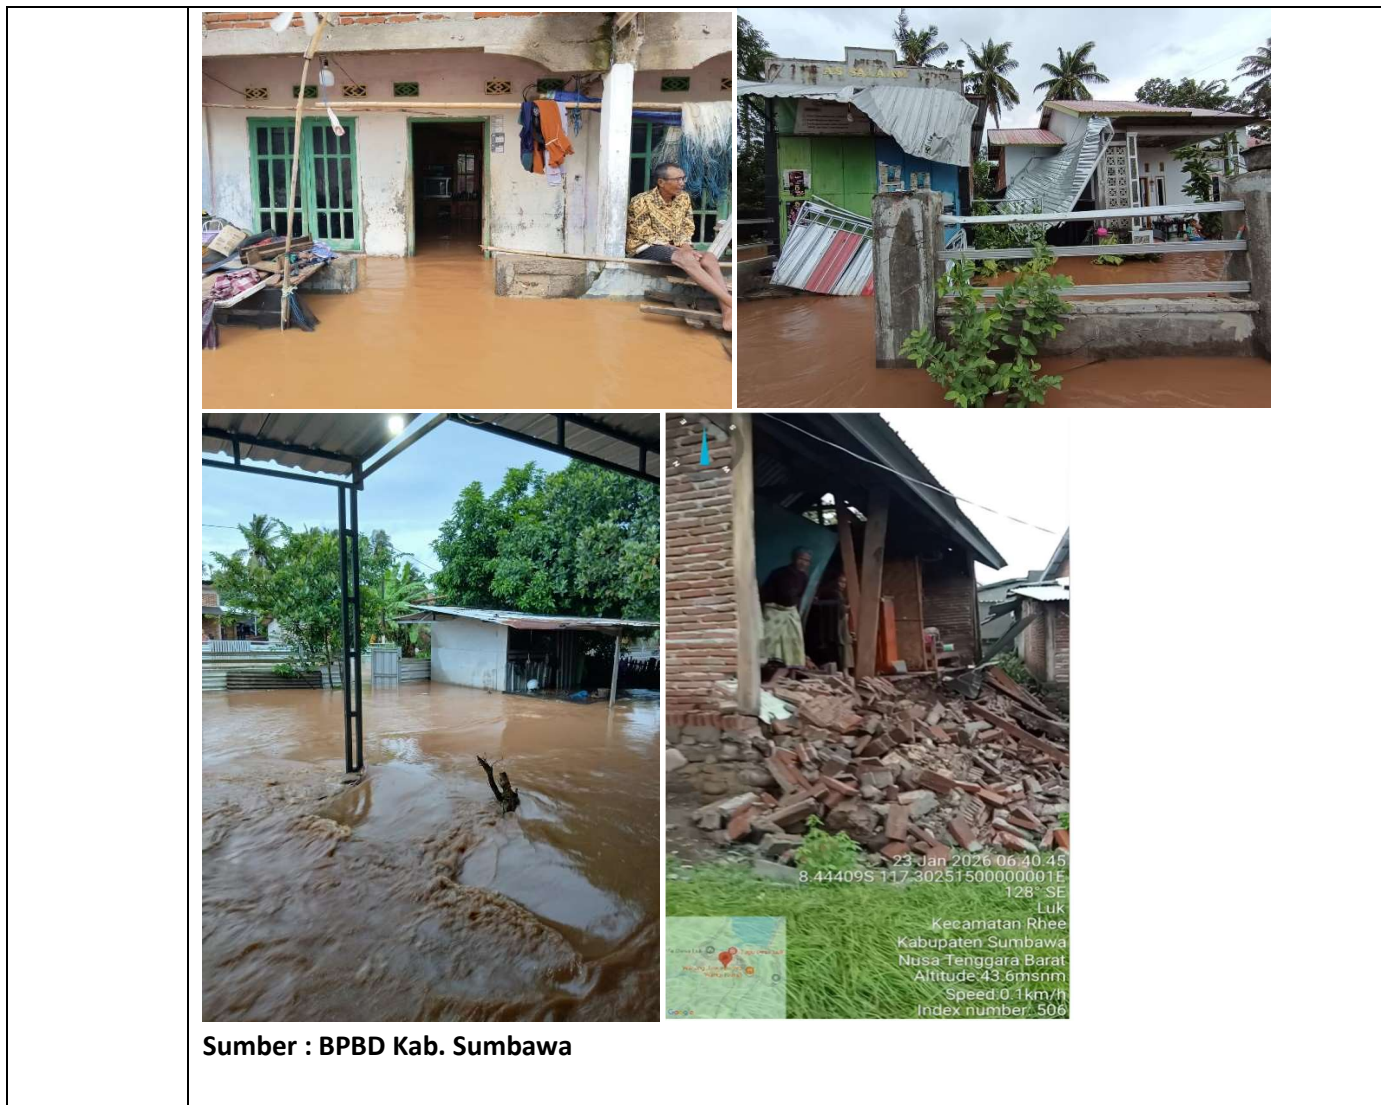 23 Jan 2026 06.40.45
8.44409S 117.30251500000001E
128° SE
Luk
Kecamatan Rhee
Kabupaten Sumbawa
Nusa Tenggara Barat
Altitude:43.6msnm
Speed:0.1km/h
Index number: 506
Google
Sumber : BPBD Kab. Sumbawa